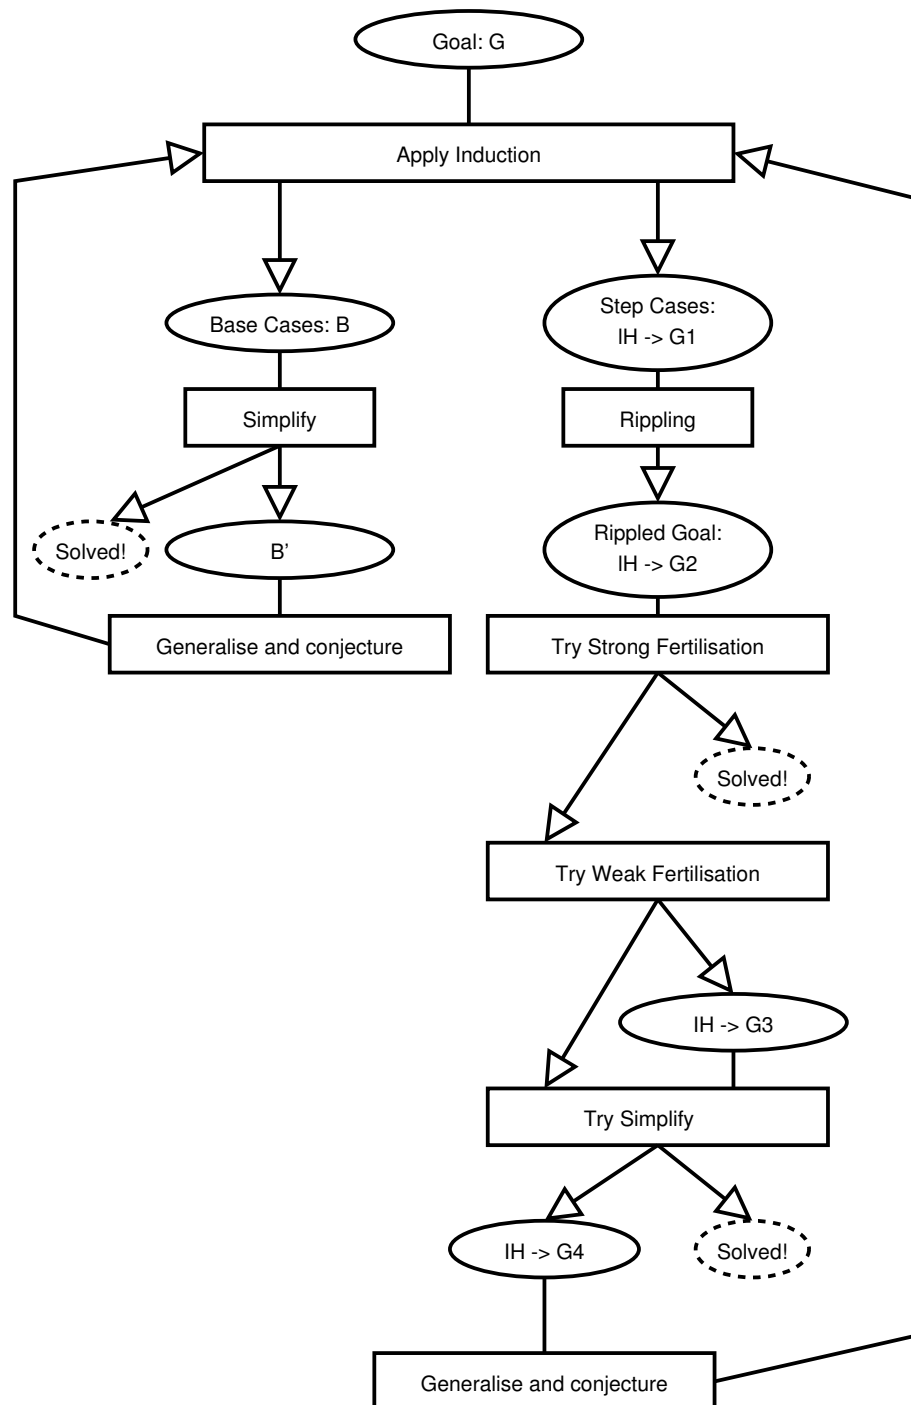 Goal: G
Apply Induction
Base Cases: B
Step Cases:
IH -> G1
Simplify
Rippling
Solved!
B’
Rippled Goal:
IH -> G2
Generalise and conjecture
Try Strong Fertilisation
Solved!
Try Weak Fertilisation
IH -> G3
Try Simplify
IH -> G4
Solved!
Generalise and conjecture